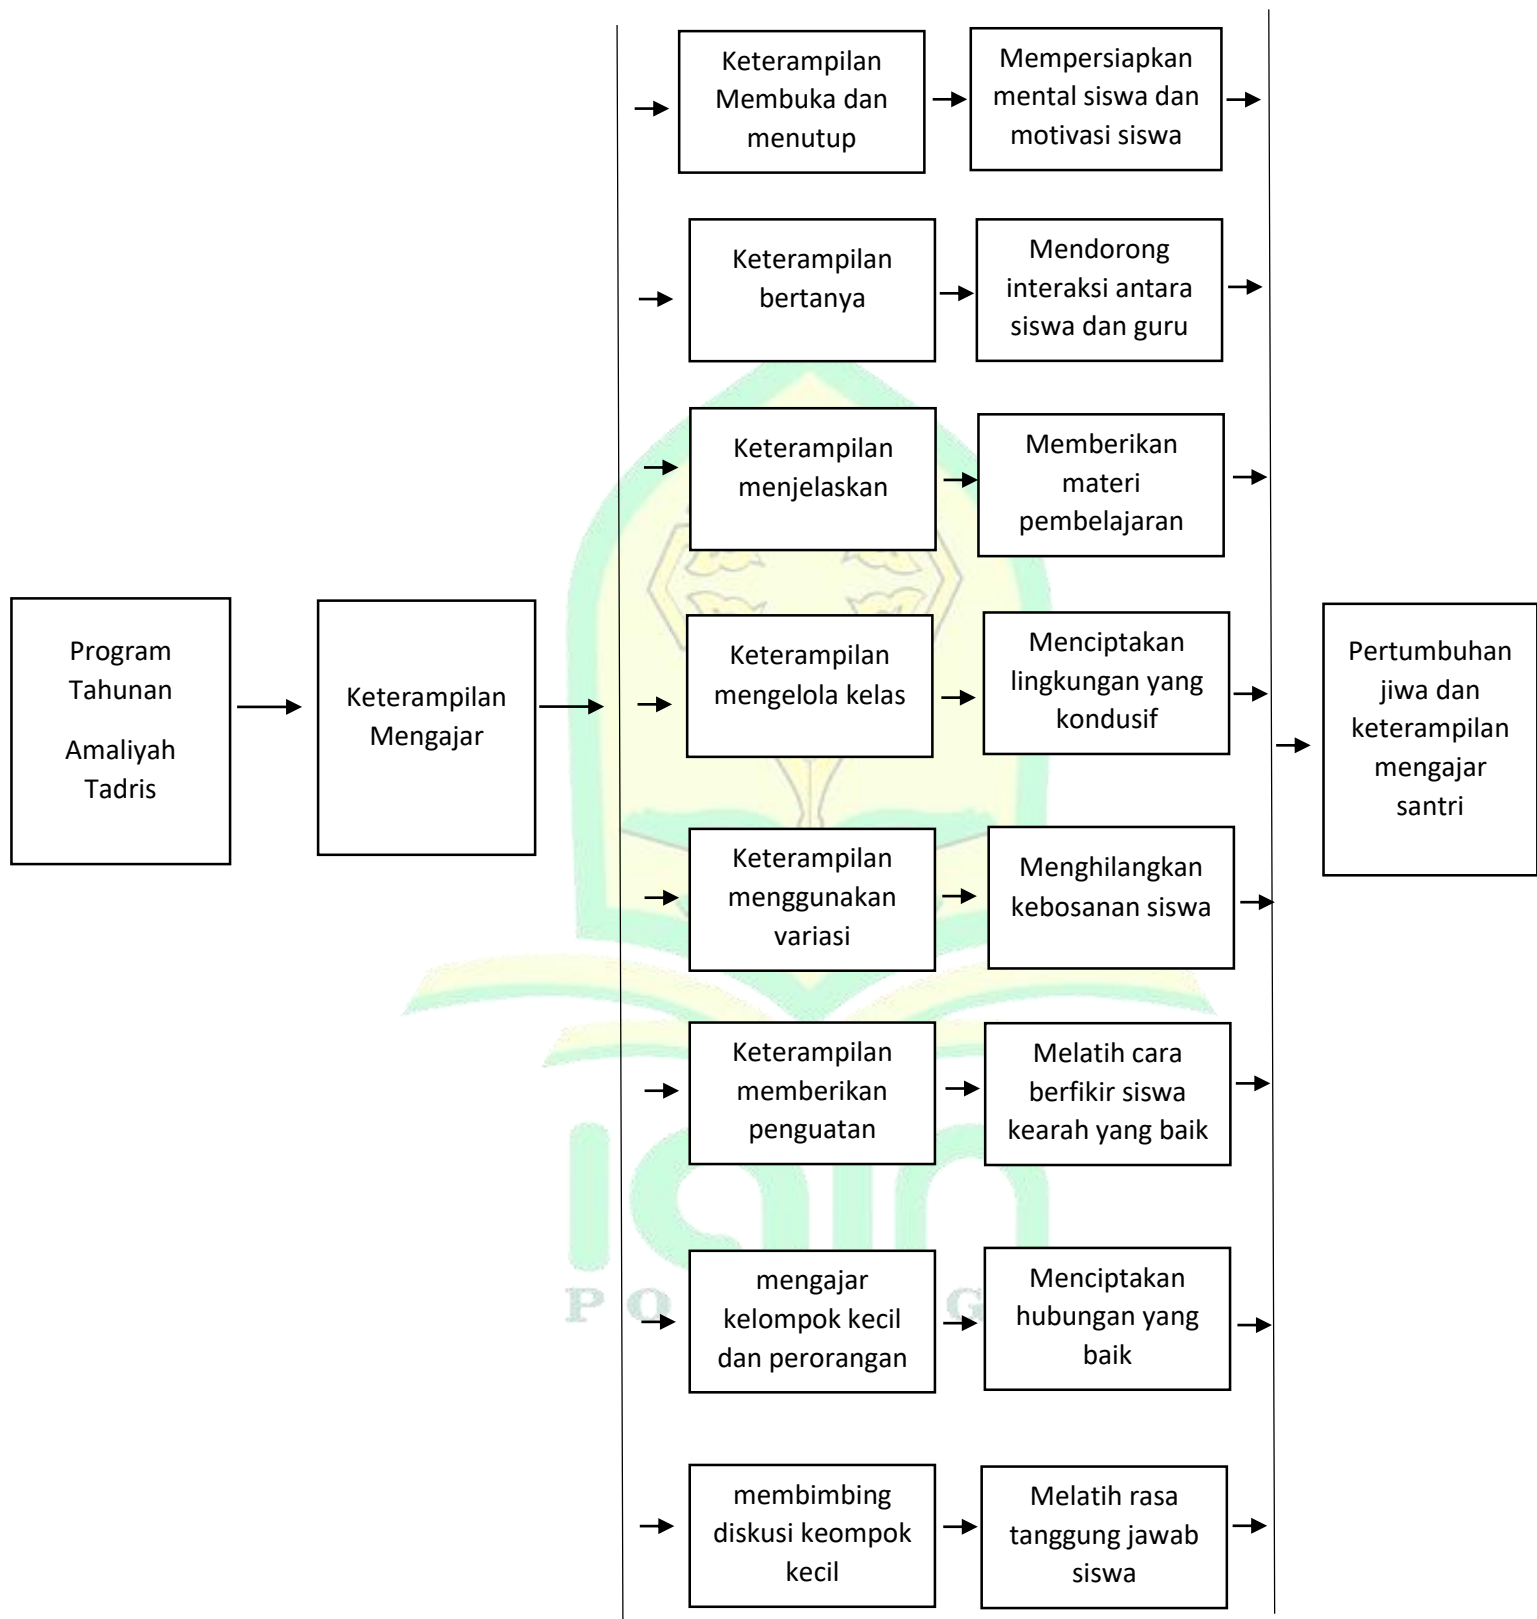 Program
Tahunan
Amaliyah
Tadris
Keterampilan
Mengajar
Keterampilan
Membuka dan
menutup
Mempersiapkan
mental siswa dan
motivasi siswa
Keterampilan
bertanya
Mendorong
interaksi antara
siswa dan guru
Keterampilan
menjelaskan
Memberikan
materi
pembelajaran
Keterampilan
mengelola kelas
Menciptakan
lingkungan yang
kondusif
Keterampilan
menggunakan
variasi
Menghilangkan
kebosanan siswa
Keterampilan
memberikan
penguatan
Melatih cara
berfikir siswa
kearah yang baik
mengajar
kelompok kecil
dan perorangan
Menciptakan
hubungan yang
baik
membimbing
diskusi keompok
kecil
Melatih rasa
tanggung jawab
siswa
Pertumbuhan
jiwa dan
keterampilan
mengajar
santri
iain